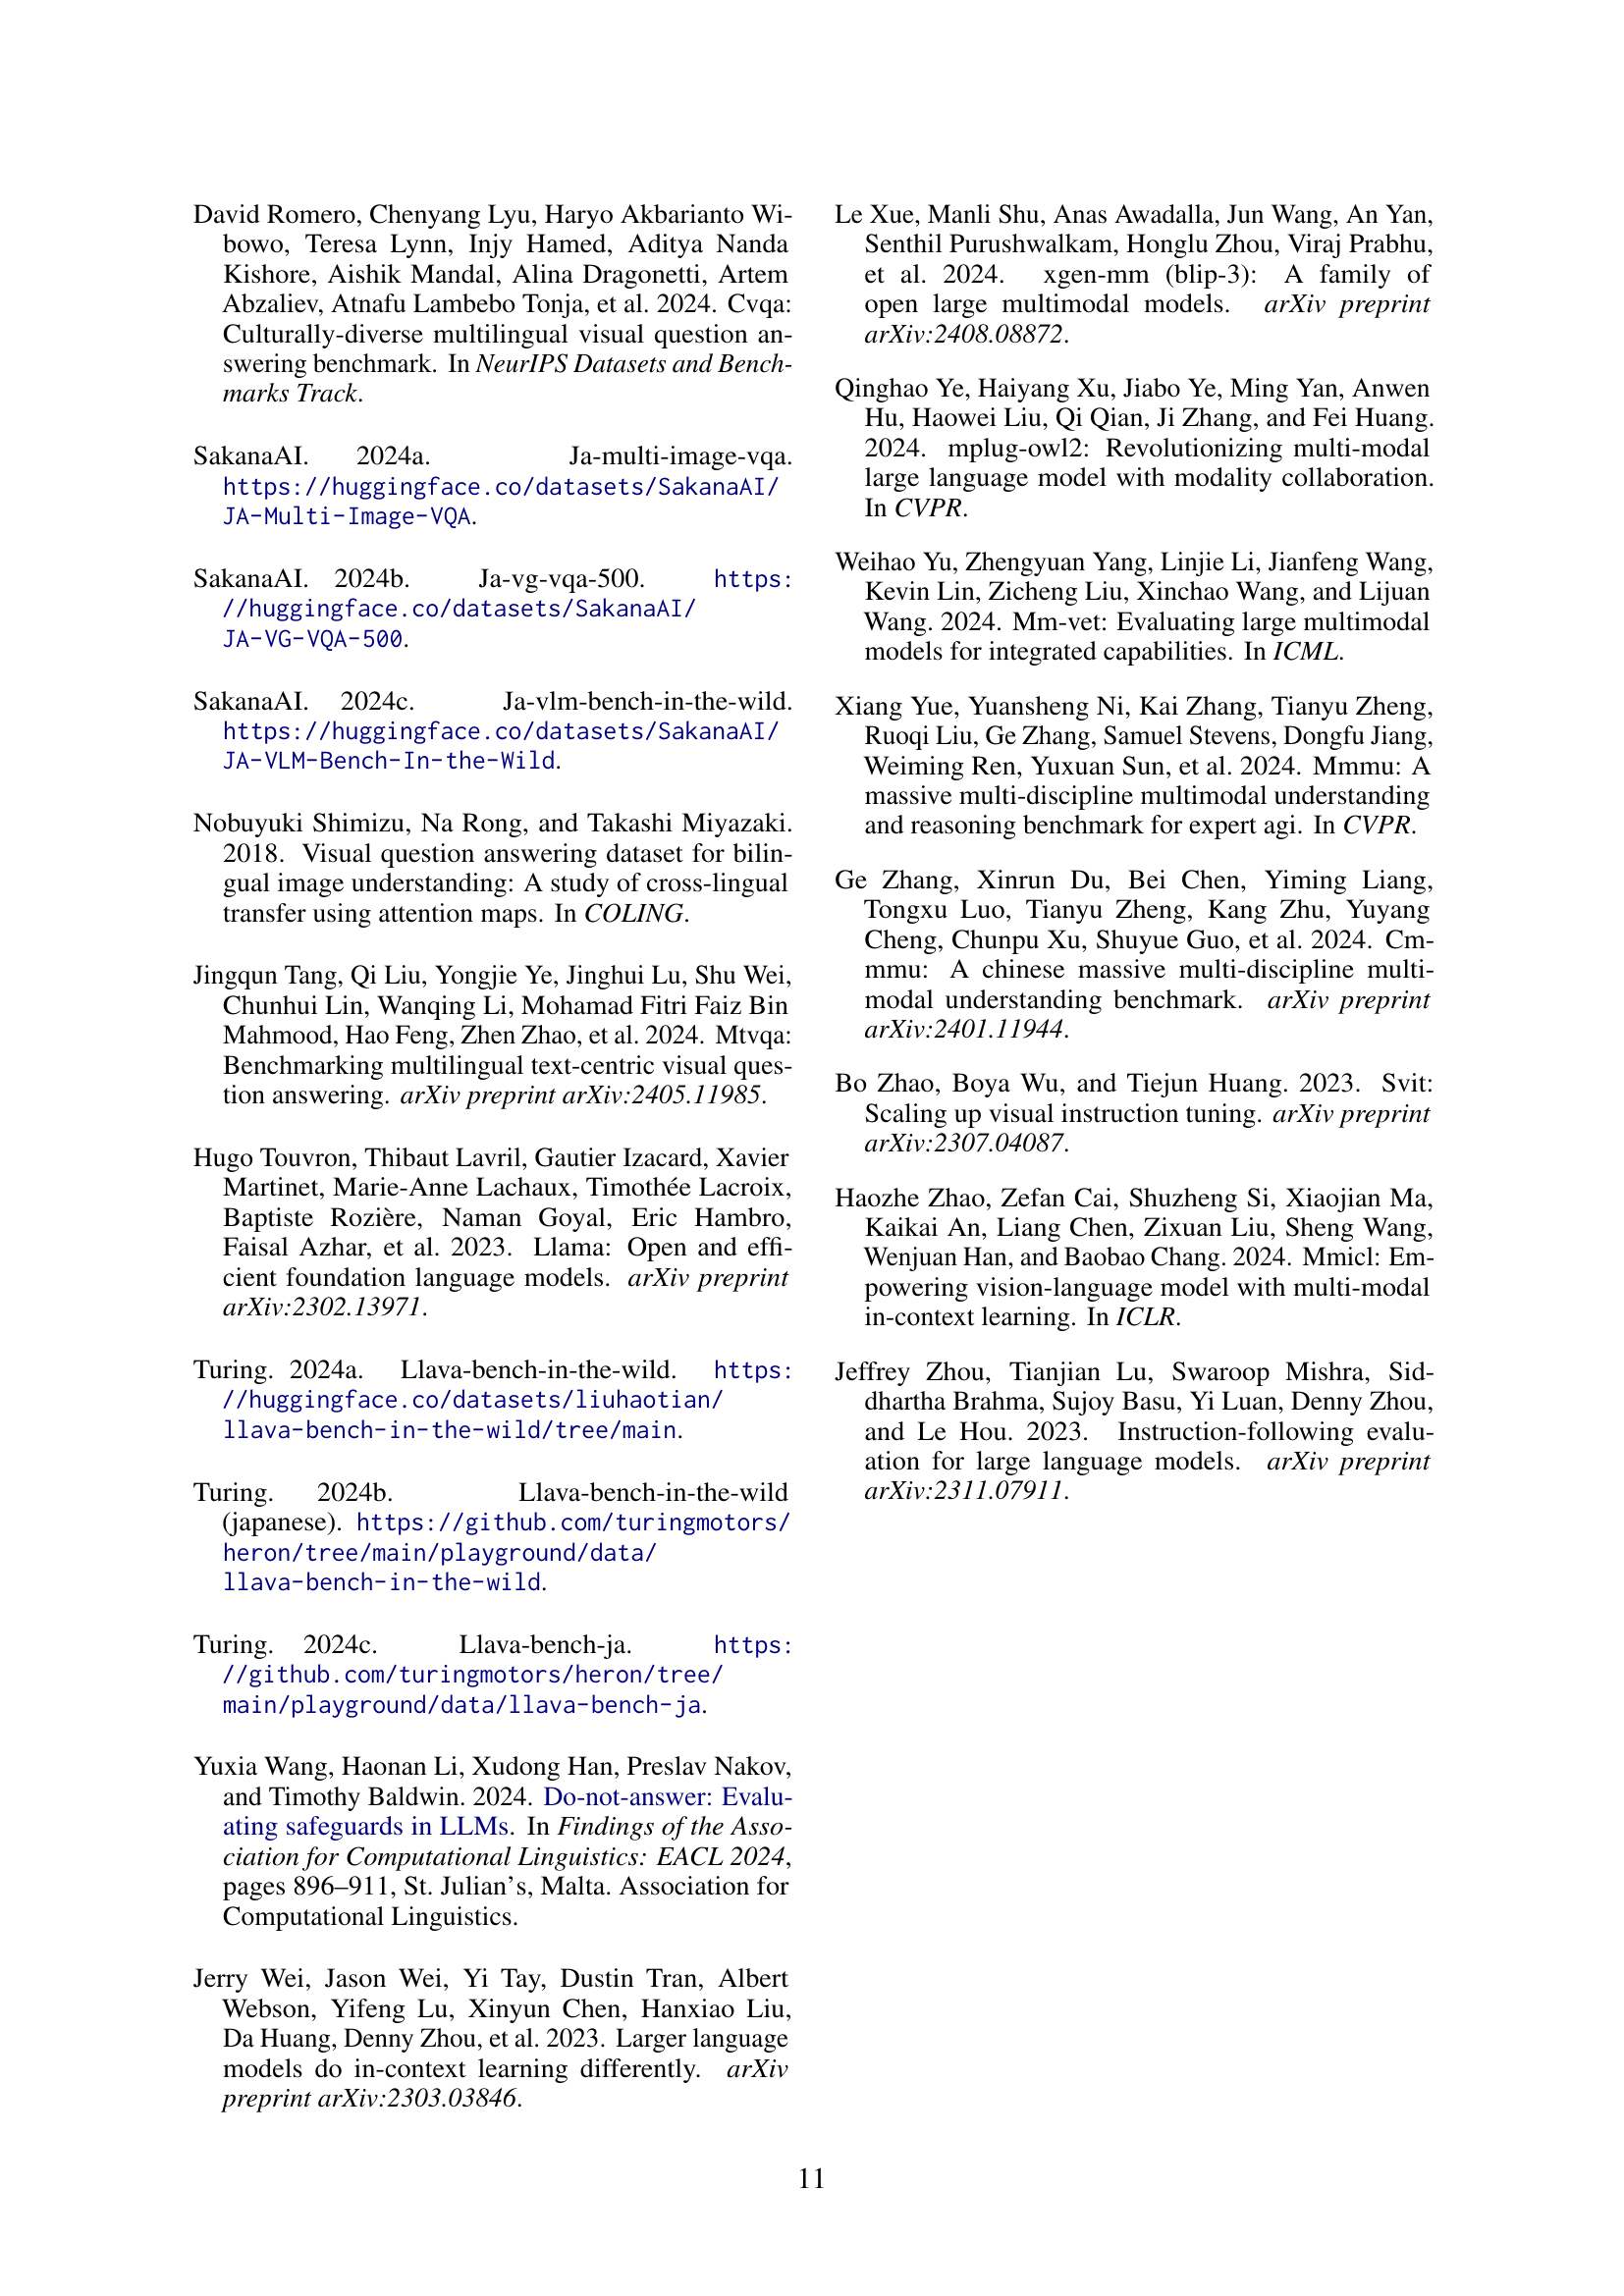 David Romero, Chenyang Lyu, Haryo Akbarianto Wi-
bowo, Teresa Lynn, Injy Hamed, Aditya Nanda
Kishore, Aishik Mandal, Alina Dragonetti, Artem
Abzaliev, Atnafu Lambebo Tonja, et al. 2024. Cvqa:
Culturally-diverse multilingual visual question an-
swering benchmark. In NeurIPS Datasets and Bench-
marks Track.
SakanaAI. 2024a. Ja-multi-image-vqa.
https://huggingface.co/datasets/SakanaAI/
JA-Multi-Image-VQA.
SakanaAI. 2024b. Ja-vg-vqa-500. https:
//huggingface.co/datasets/SakanaAI/
JA-VG-VQA-500.
SakanaAI. 2024c. Ja-vlm-bench-in-the-wild.
https://huggingface.co/datasets/SakanaAI/
JA-VLM-Bench-In-the-Wild.
Nobuyuki Shimizu, Na Rong, and Takashi Miyazaki.
2018. Visual question answering dataset for bilin-
gual image understanding: A study of cross-lingual
transfer using attention maps. In COLING.
Jingqun Tang, Qi Liu, Yongjie Ye, Jinghui Lu, Shu Wei,
Chunhui Lin, Wanqing Li, Mohamad Fitri Faiz Bin
Mahmood, Hao Feng, Zhen Zhao, et al. 2024. Mtvqa:
Benchmarking multilingual text-centric visual ques-
tion answering. arXiv preprint arXiv:2405.11985.
Hugo Touvron, Thibaut Lavril, Gautier Izacard, Xavier
Martinet, Marie-Anne Lachaux, Timothée Lacroix,
Baptiste Rozière, Naman Goyal, Eric Hambro,
Faisal Azhar, et al. 2023. Llama: Open and effi-
cient foundation language models. arXiv preprint
arXiv:2302.13971.
Turing. 2024a. Llava-bench-in-the-wild. https:
//huggingface.co/datasets/liuhaotian/
llava-bench-in-the-wild/tree/main.
Turing. 2024b. Llava-bench-in-the-wild
(japanese). https://github.com/turingmotors/
heron/tree/main/playground/data/
llava-bench-in-the-wild.
Turing. 2024c. Llava-bench-ja. https:
//github.com/turingmotors/heron/tree/
main/playground/data/llava-bench-ja.
Yuxia Wang, Haonan Li, Xudong Han, Preslav Nakov,
and Timothy Baldwin. 2024. Do-not-answer: Evalu-
ating safeguards in LLMs. In Findings of the Asso-
ciation for Computational Linguistics: EACL 2024,
pages 896–911, St. Julian's, Malta. Association for
Computational Linguistics.
Jerry Wei, Jason Wei, Yi Tay, Dustin Tran, Albert
Webson, Yifeng Lu, Xinyun Chen, Hanxiao Liu,
Da Huang, Denny Zhou, et al. 2023. Larger language
models do in-context learning differently. arXiv
preprint arXiv:2303.03846.
Le Xue, Manli Shu, Anas Awadalla, Jun Wang, An Yan,
Senthil Purushwalkam, Honglu Zhou, Viraj Prabhu,
et al. 2024. xgen-mm (blip-3): A family of
open large multimodal models. arXiv preprint
arXiv:2408.08872.
Qinghao Ye, Haiyang Xu, Jiabo Ye, Ming Yan, Anwen
Hu, Haowei Liu, Qi Qian, Ji Zhang, and Fei Huang.
2024. mplug-owl2: Revolutionizing multi-modal
large language model with modality collaboration.
In CVPR.
Weihao Yu, Zhengyuan Yang, Linjie Li, Jianfeng Wang,
Kevin Lin, Zicheng Liu, Xinchao Wang, and Lijuan
Wang. 2024. Mm-vet: Evaluating large multimodal
models for integrated capabilities. In ICML.
Xiang Yue, Yuansheng Ni, Kai Zhang, Tianyu Zheng,
Ruoqi Liu, Ge Zhang, Samuel Stevens, Dongfu Jiang,
Weiming Ren, Yuxuan Sun, et al. 2024. Mmmu: A
massive multi-discipline multimodal understanding
and reasoning benchmark for expert agi. In CVPR.
Ge Zhang, Xinrun Du, Bei Chen, Yiming Liang,
Tongxu Luo, Tianyu Zheng, Kang Zhu, Yuyang
Cheng, Chunpu Xu, Shuyue Guo, et al. 2024. Cm-
mmu: A chinese massive multi-discipline multi-
modal understanding benchmark. arXiv preprint
arXiv:2401.11944.
Bo Zhao, Boya Wu, and Tiejun Huang. 2023. Svit:
Scaling up visual instruction tuning. arXiv preprint
arXiv:2307.04087.
Haozhe Zhao, Zefan Cai, Shuzheng Si, Xiaojian Ma,
Kaikai An, Liang Chen, Zixuan Liu, Sheng Wang,
Wenjuan Han, and Baobao Chang. 2024. Mmicl: Em-
powering vision-language model with multi-modal
in-context learning. In ICLR.
Jeffrey Zhou, Tianjian Lu, Swaroop Mishra, Sid-
dhartha Brahma, Sujoy Basu, Yi Luan, Denny Zhou,
and Le Hou. 2023. Instruction-following evalu-
ation for large language models. arXiv preprint
arXiv:2311.07911.
11